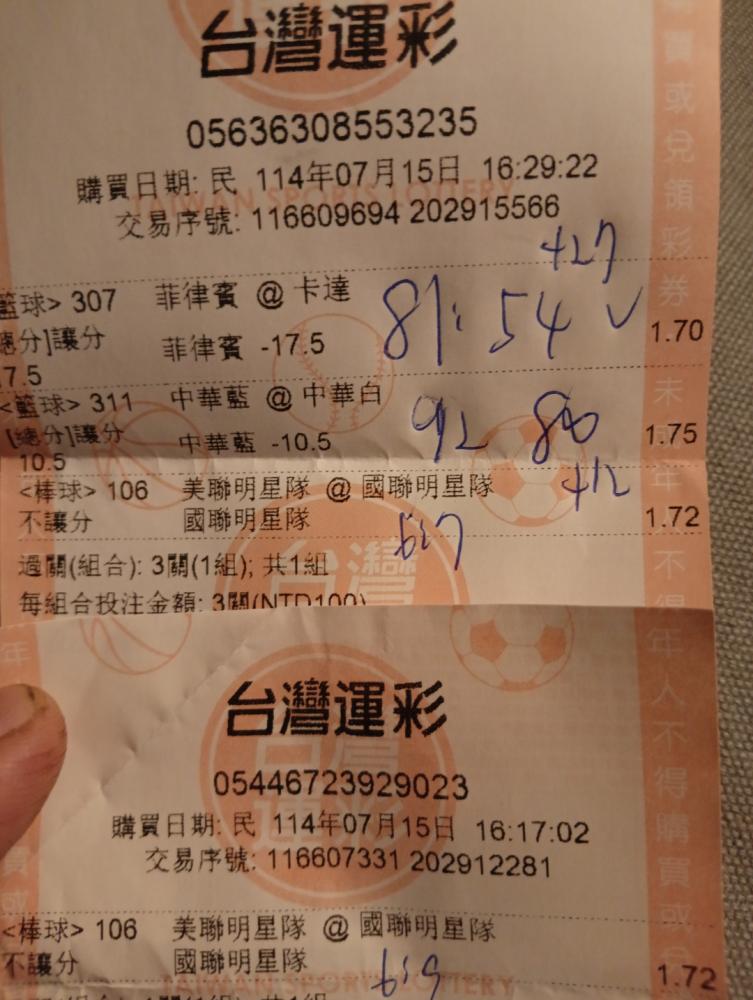 台灣運彩
05636308553235
購買日期: 民 114年07月15日 16:29:22
交易序號: 116609694 202915566
+27
籃球> 307 菲律賓 @ 卡達
81: 54 ✓
總分]讓分 菲律賓 -17.5 1.70
7.5
<籃球> 311 中華藍 @ 中華白
92 80
[總分]讓分 中華藍 -10.5 1.75
10.5
+12
<棒球> 106 美聯明星隊 @ 國聯明星隊
不讓分 國聯明星隊 1.72
過關(組合): 3關(1組); 共1組
每組合投注金額: 3關(NTD100)
台灣運彩
05446723929023
購買日期: 民 114年07月15日 16:17:02
交易序號: 116607331 202912281
<棒球> 106 美聯明星隊 @ 國聯明星隊
不讓分 國聯明星隊 1.72